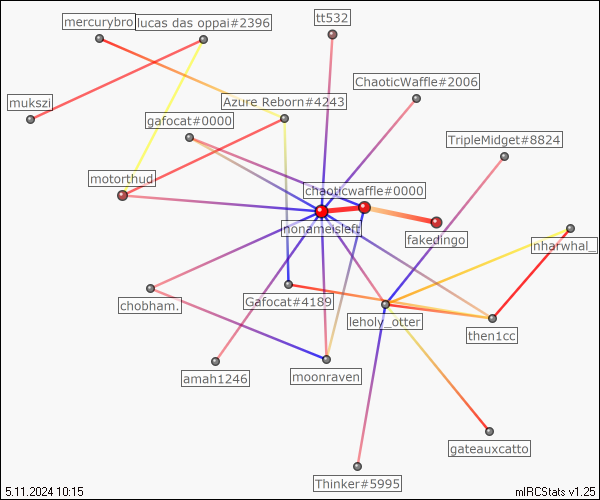 mercurybro
lucas das oppai#2396
tt532
ChaoticWaffle#2006
mukszi
Azure Reborn#4243
gafocat#0000
TripleMidget#8824
motorthud
chaoticwaffle#0000
nonameisleft
fakedingo
nharwhal_
chobham.
Gafocat#4189
leholy_otter
then1cc
amah1246
moonraven
gateauxcatto
Thinker#5995
5.11.2024 10:15
mIRCStats v1.25